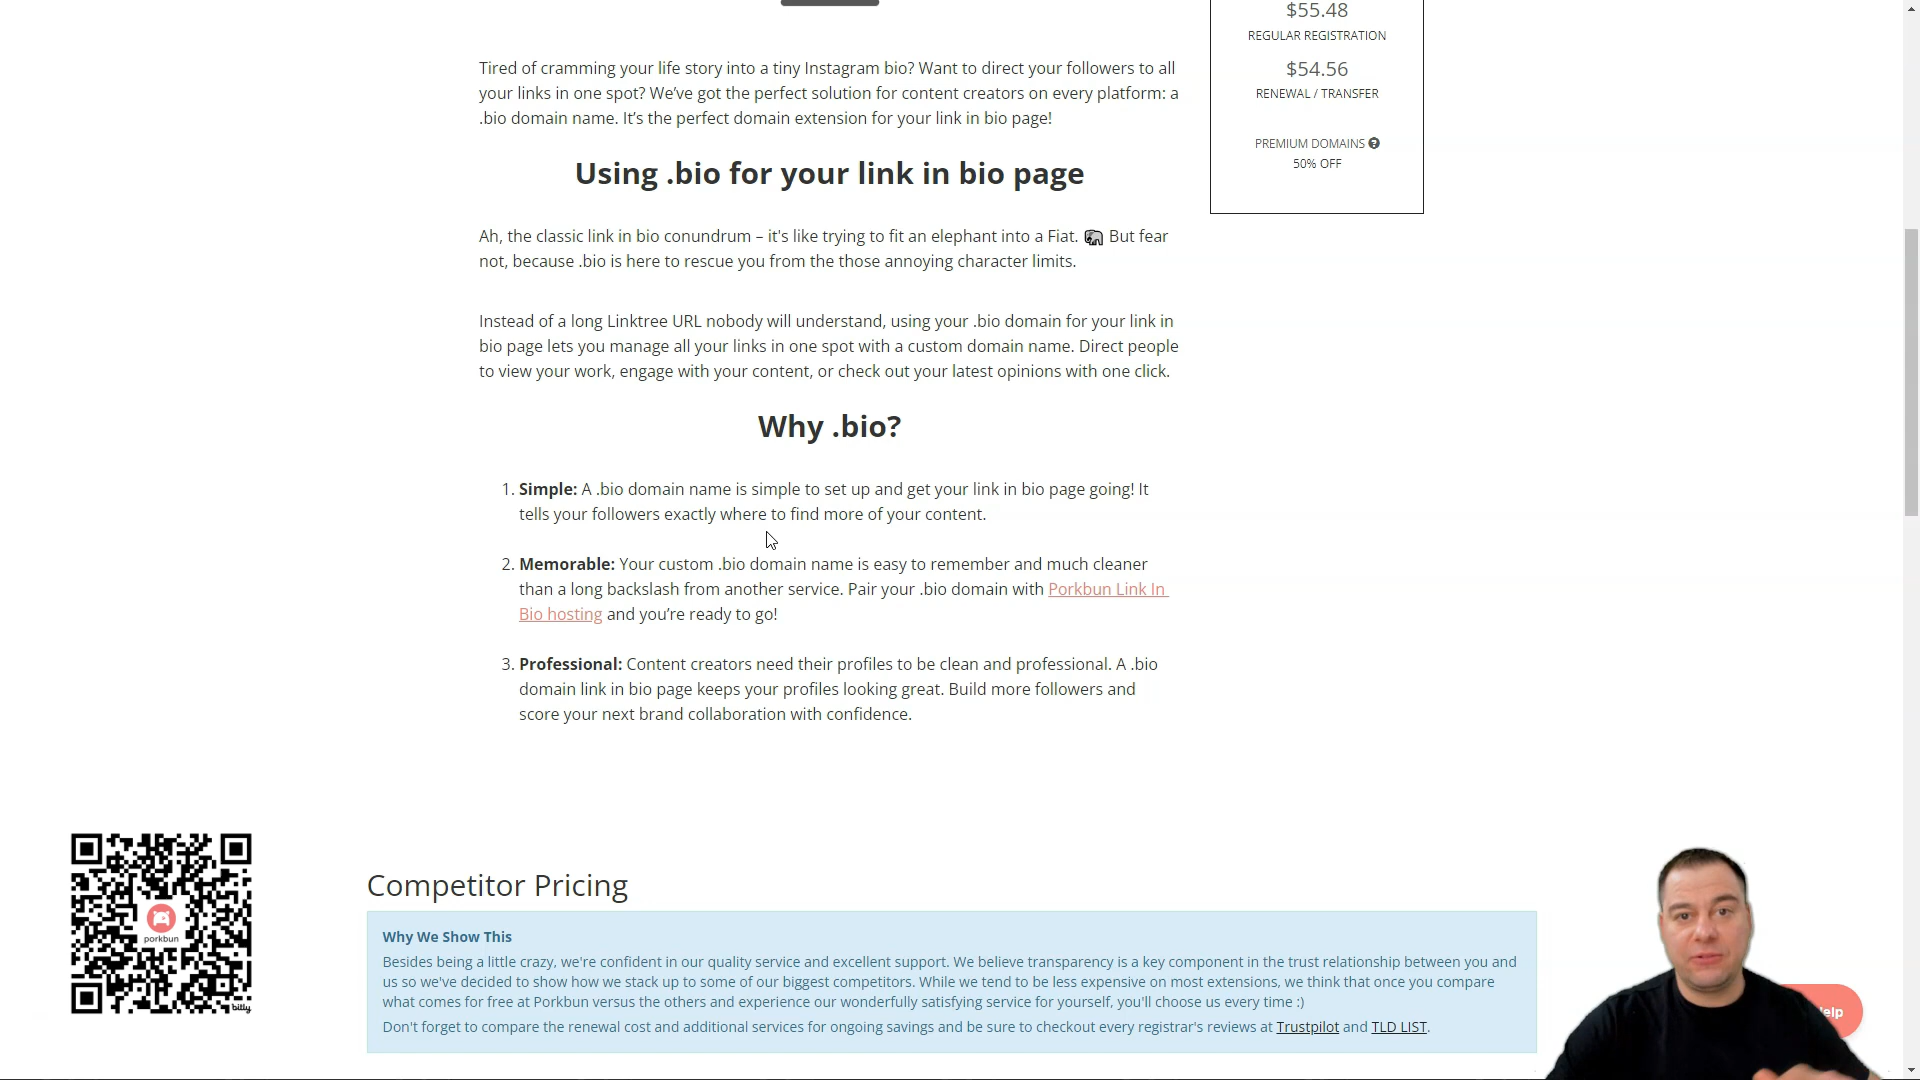 $55.48
REGULAR REGISTRATION
$54.56
RENEWAL / TRANSFER
PREMIUM DOMAINS
50% OFF
Tired of cramming your life story into a tiny Instagram bio? Want to direct your followers to all
your links in one spot? We've got the perfect solution for content creators on every platform: a
.bio domain name. It's the perfect domain extension for your link in bio page!
Using .bio for your link in bio page
Ah, the classic link in bio conundrum – it's like trying to fit an elephant into a Fiat. 🐘 But fear
not, because .bio is here to rescue you from the those annoying character limits.
Instead of a long Linktree URL nobody will understand, using your .bio domain for your link in
bio page lets you manage all your links in one spot with a custom domain name. Direct people
to view your work, engage with your content, or check out your latest opinions with one click.
Why .bio?
1. Simple: A .bio domain name is simple to set up and get your link in bio page going! It
tells your followers exactly where to find more of your content.
2. Memorable: Your custom .bio domain name is easy to remember and much cleaner
than a long backslash from another service. Pair your .bio domain with Porkbun Link In
Bio hosting and you're ready to go!
3. Professional: Content creators need their profiles to be clean and professional. A .bio
domain link in bio page keeps your profiles looking great. Build more followers and
score your next brand collaboration with confidence.
porkbun
bitly
Competitor Pricing
Why We Show This
Besides being a little crazy, we're confident in our quality service and excellent support. We believe transparency is a key component in the trust relationship between you and
us so we've decided to show how we stack up to some of our biggest competitors. While we tend to be less expensive on most extensions, we think that once you compare
what comes for free at Porkbun versus the others and experience our wonderfully satisfying service for yourself, you'll choose us every time :)
Don't forget to compare the renewal cost and additional services for ongoing savings and be sure to checkout every registrar's reviews at Trustpilot and TLD LIST.